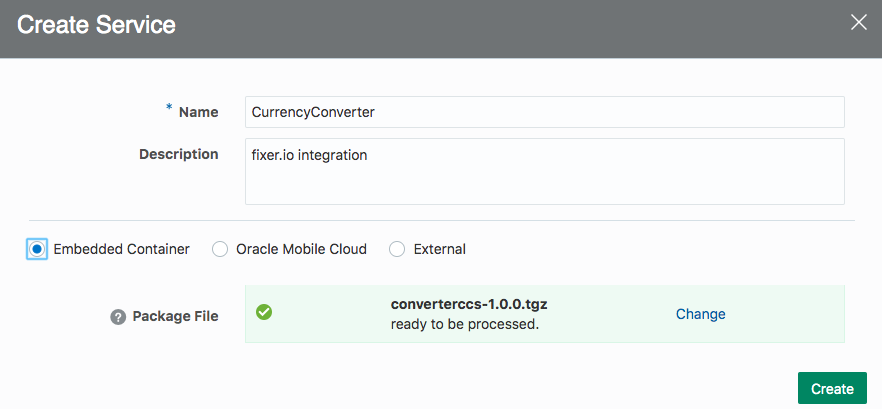 Create Service
* Name
CurrencyConverter
Description
fixer.io integration
Embedded Container
Oracle Mobile Cloud
External
? Package File
converterccs-1.0.0.tgz
ready to be processed.
Change
Create